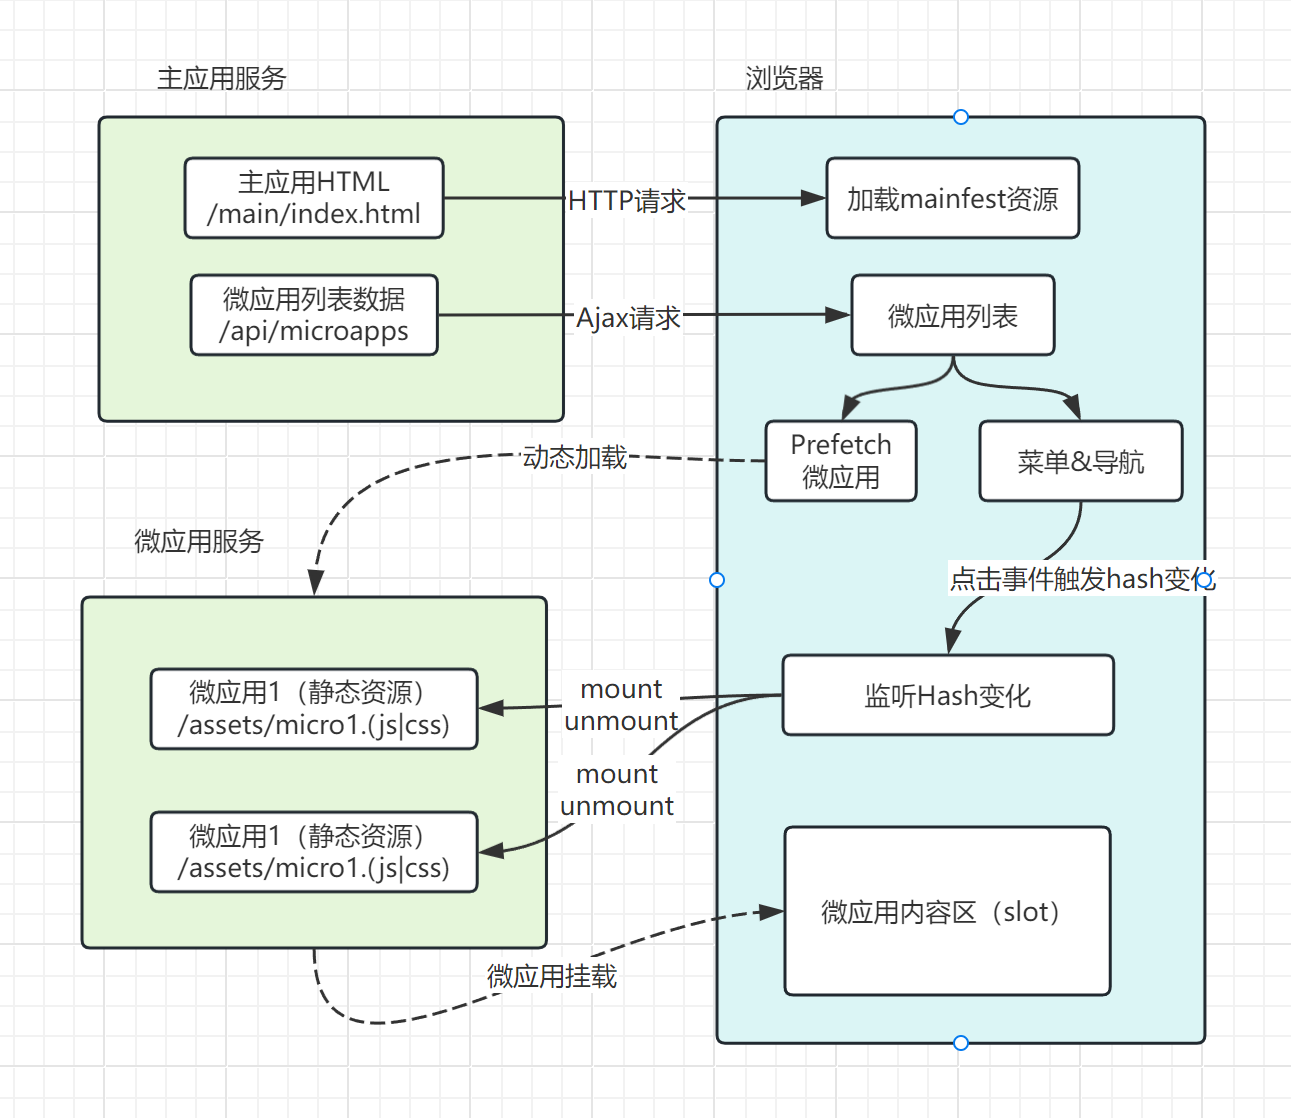 主应用服务
浏览器
主应用HTML
/main/index.html
HTTP请求
加载mainfest资源
微应用列表数据
/api/microapps
Ajax请求
微应用列表
Prefetch
微应用
菜单&导航
动态加载
微应用服务
点击事件触发hash变化
微应用1（静态资源）
/assets/micro1.(js|css)
mount
unmount
监听Hash变化
mount
unmount
微应用1（静态资源）
/assets/micro1.(js|css)
微应用内容区（slot）
微应用挂载